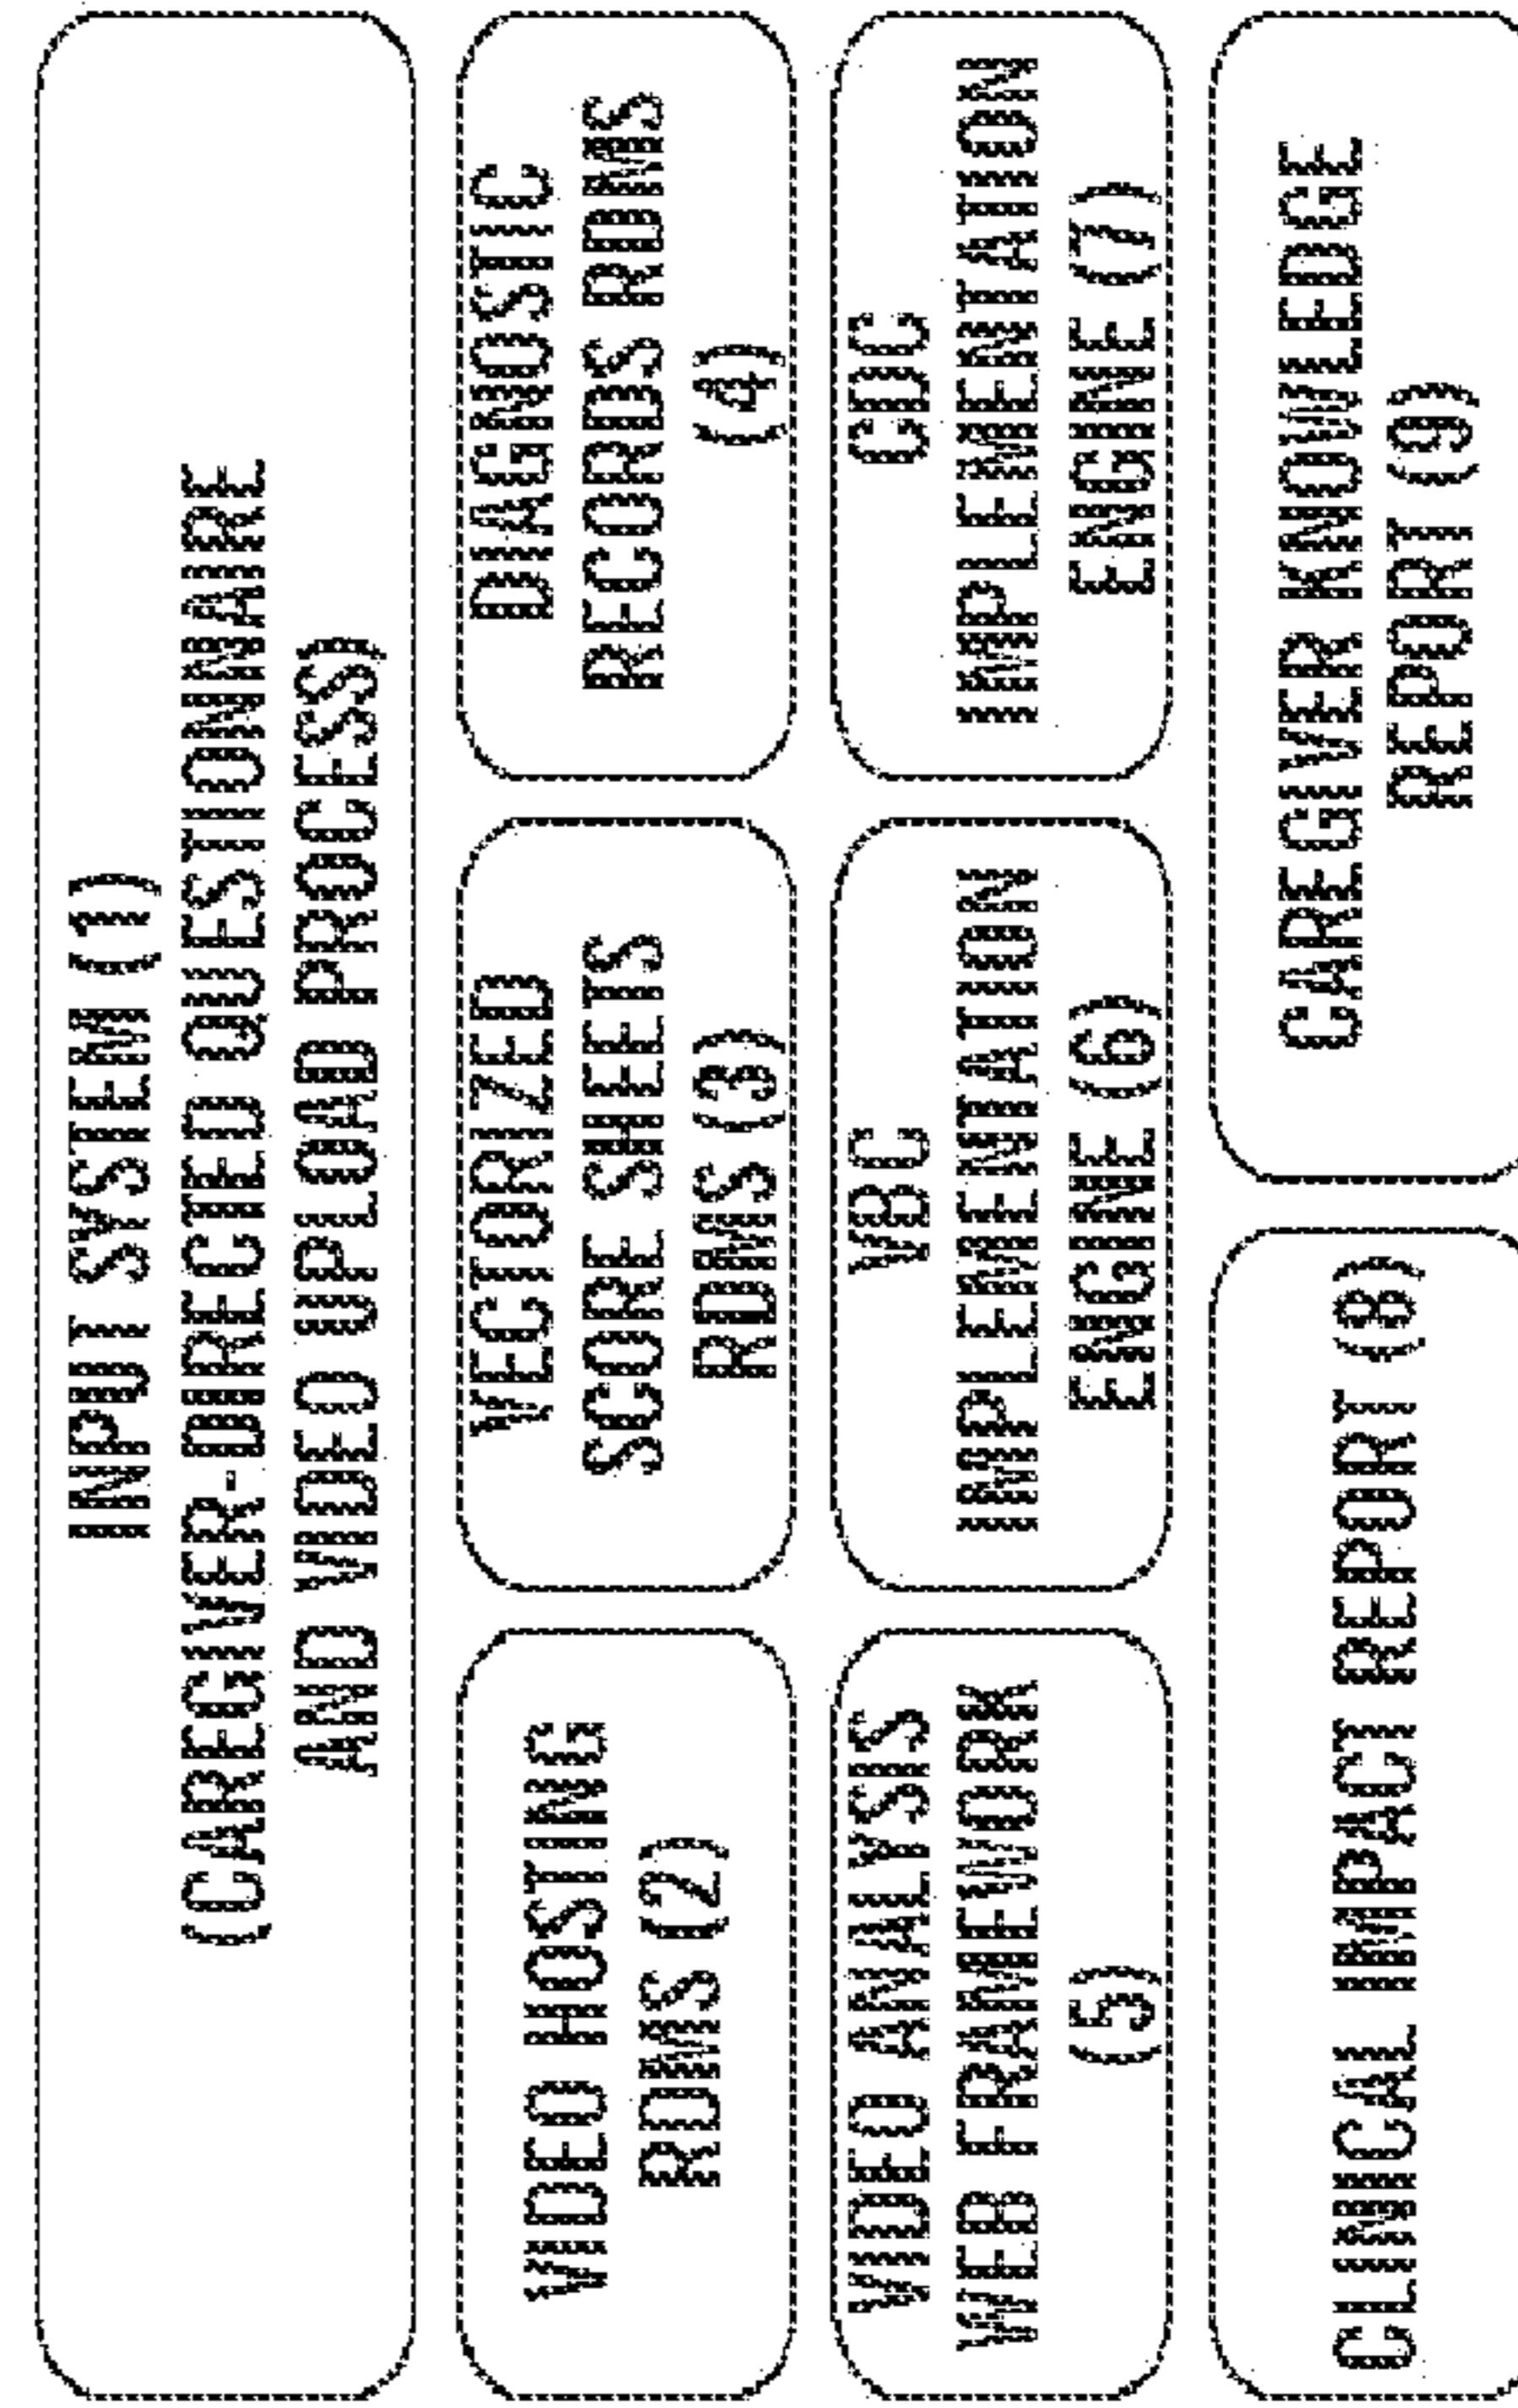 INPUT SYSTEM (1)
(CAREGIVER-DIRECTED QUESTIONNAIRE
AND VIDEO UPLOAD PROCESS)
VIDEO HOSTING
RDMS (2)
VECTORIZED
SCORE SHEETS
RDMS (3)
DIAGNOSTIC
RECORDS RDMS
(4)
VIDEO ANALYSIS
WEB FRAMEWORK
(5)
VBC
IMPLEMENTATION
ENGINE (6)
CDC
IMPLEMENTATION
ENGINE (7)
CLINICAL IMPACT REPORT (8)
CAREGIVER KNOWLEDGE
REPORT (9)